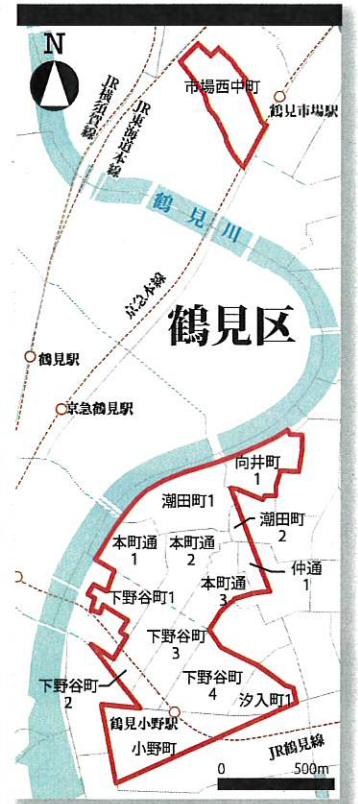 N
市場西中町
鶴見市場駅
JR横須賀線
JR東海道本線
鶴見川
京急本線
鶴見区
鶴見駅
京急鶴見駅
向井町
1
潮田町1
潮田町
2
本町通
1
本町通
2
仲通
1
本町通
3
下野谷町1
下野谷町
3
下野谷町
2
下野谷町
4
汐入町1
鶴見小野駅
小野町
JR鶴見線
0 500m